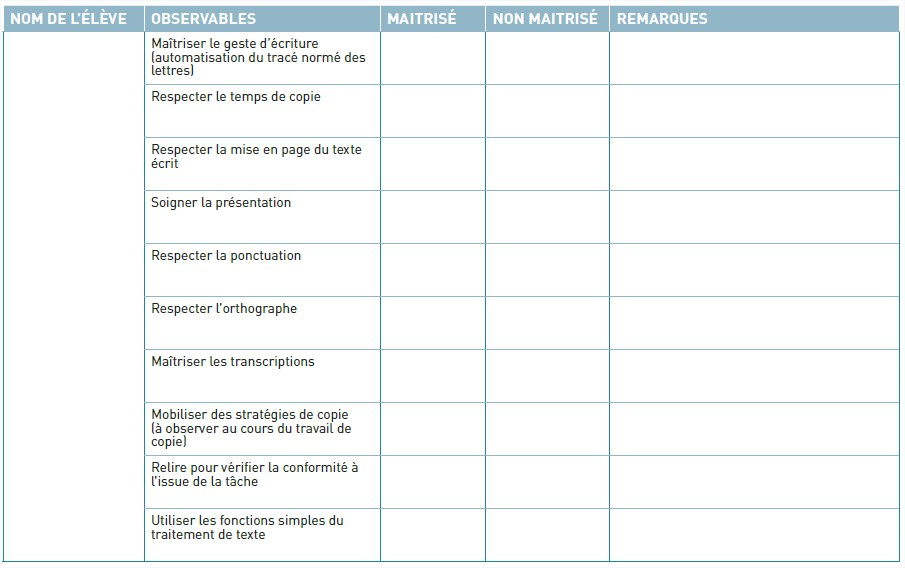 NOM DE L'ÉLÈVE OBSERVABLES MAITRISÉ NON MAITRISÉ REMARQUES
Maîtriser le geste d'écriture
(automatisation du tracé normé des
lettres)
Respecter le temps de copie
Respecter la mise en page du texte
écrit
Soigner la présentation
Respecter la ponctuation
Respecter l'orthographe
Maîtriser les transcriptions
Mobiliser des stratégies de copie
(à observer au cours du travail de
copie)
Relire pour vérifier la conformité à
l'issue de la tâche
Utiliser les fonctions simples du
traitement de texte